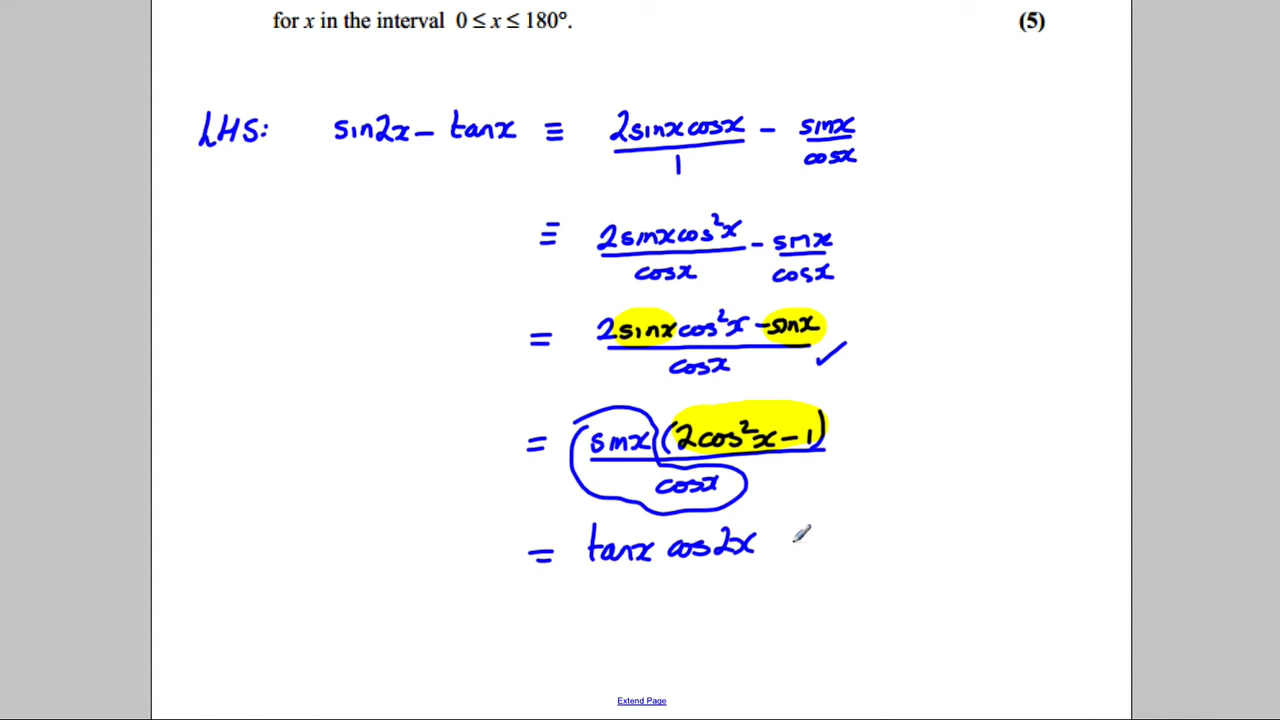 for x in the interval 0 ≤ x ≤ 180°. (5)
LHS: sin2x − tanx ≡ 2sinxcosx/1 − sinx/cosx
≡ 2sinxcos²x/cosx − sinx/cosx
= 2sinxcos²x − sinx/cosx
= sinx(2cos²x − 1)/cosx
= tanx cos2x
Extend Page